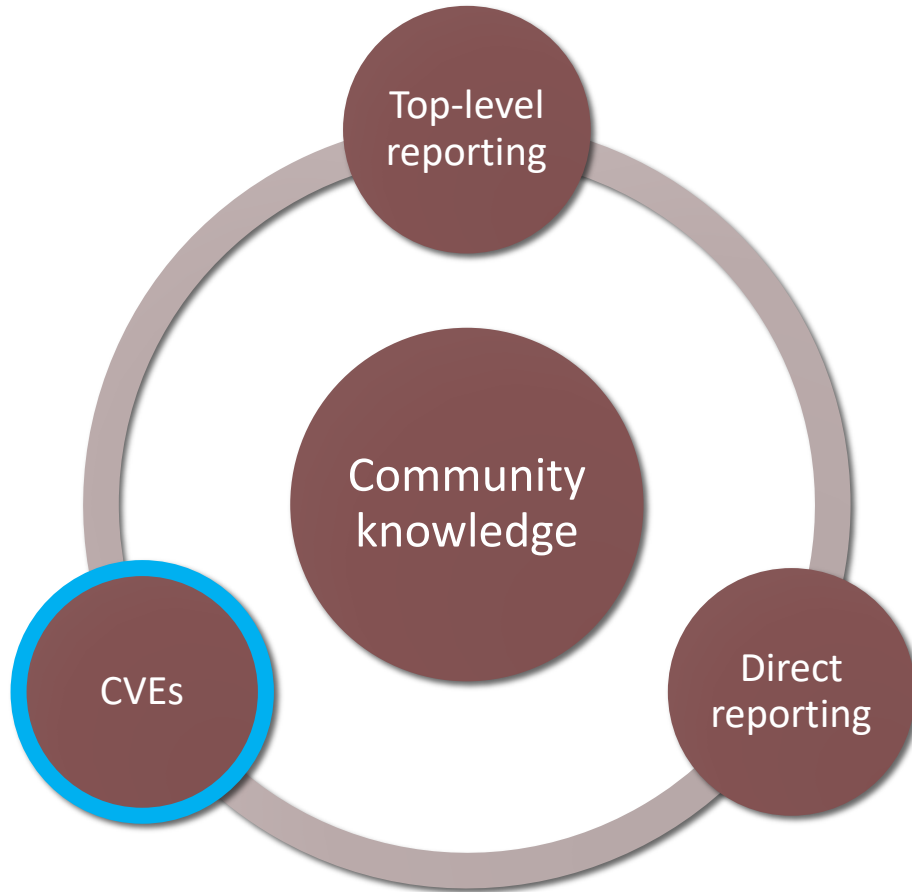 Top-level
reporting
Community
knowledge
CVEs
Direct
reporting